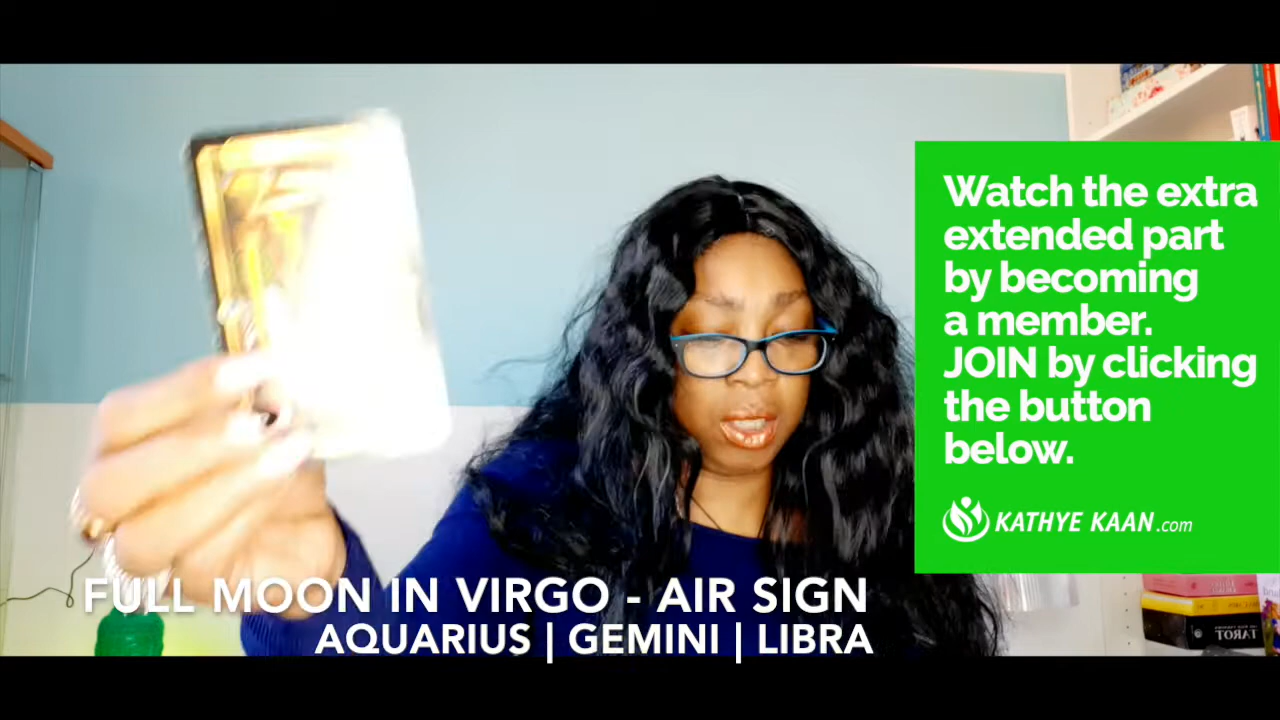 Watch the extra
extended part
by becoming
a member.
JOIN by clicking
the button
below.
KATHYE KAAN.com
FULL MOON IN VIRGO - AIR SIGN
AQUARIUS | GEMINI | LIBRA
TAROT